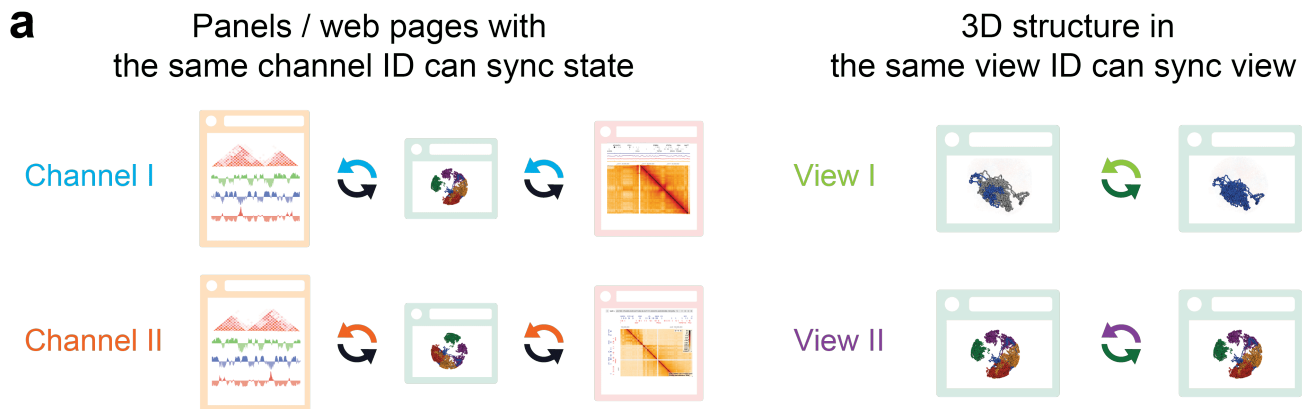 a
Panels / web pages with
the same channel ID can sync state
3D structure in
the same view ID can sync view
Channel I
View I
Channel II
View II